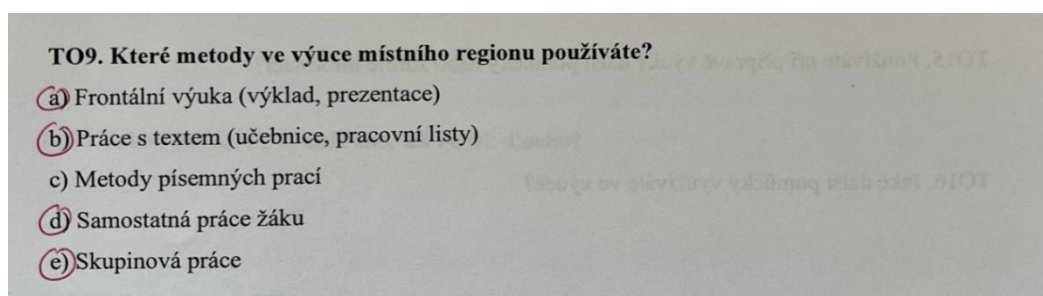 TO9. Které metody ve výuce místního regionu používáte?
a) Frontální výuka (výklad, prezentace)
b) Práce s textem (učebnice, pracovní listy)
c) Metody písemných prací
d) Samostatná práce žáku
e) Skupinová práce